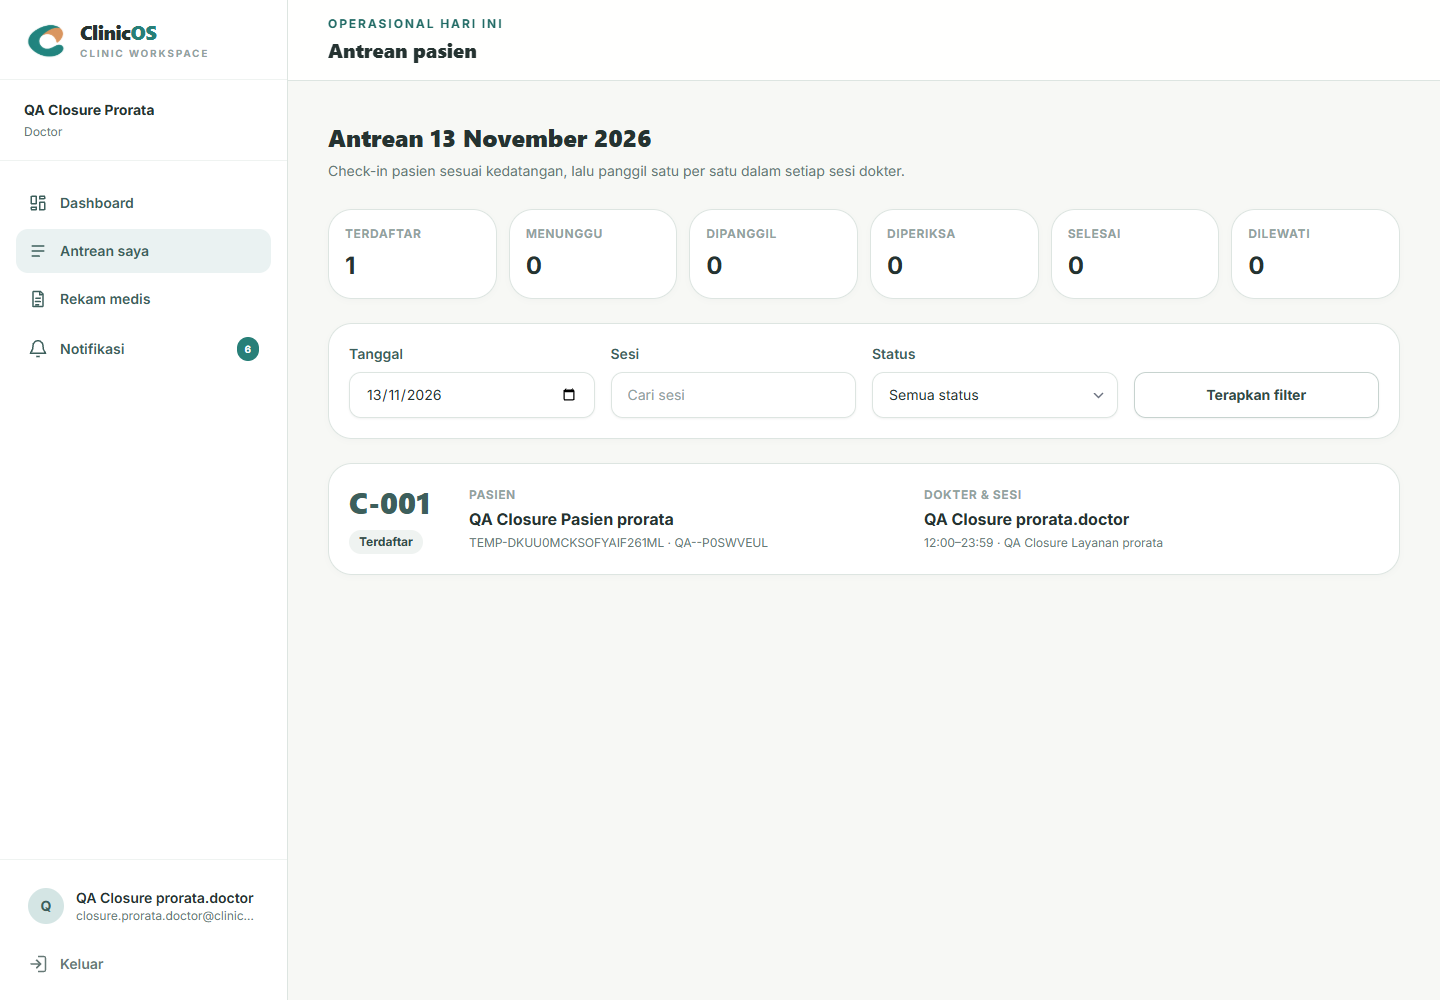 ClinicOS
CLINIC WORKSPACE
QA Closure Prorata
Doctor
Dashboard
Antrean saya
Rekam medis
Notifikasi 6
Q
QA Closure prorata.doctor
closure.prorata.doctor@clinic...
Keluar
OPERASIONAL HARI INI
Antrean pasien
Antrean 13 November 2026
Check-in pasien sesuai kedatangan, lalu panggil satu per satu dalam setiap sesi dokter.
TERDAFTAR
1
MENUNGGU
0
DIPANGGIL
0
DIPERIKSA
0
SELESAI
0
DILEWATI
0
Tanggal
13/11/2026
Sesi
Cari sesi
Status
Semua status
Terapkan filter
C-001
Terdaftar
PASIEN
QA Closure Pasien prorata
TEMP-DKUU0MCKSOFYAIF261ML · QA--P0SWVEUL
DOKTER & SESI
QA Closure prorata.doctor
12:00–23:59 · QA Closure Layanan prorata